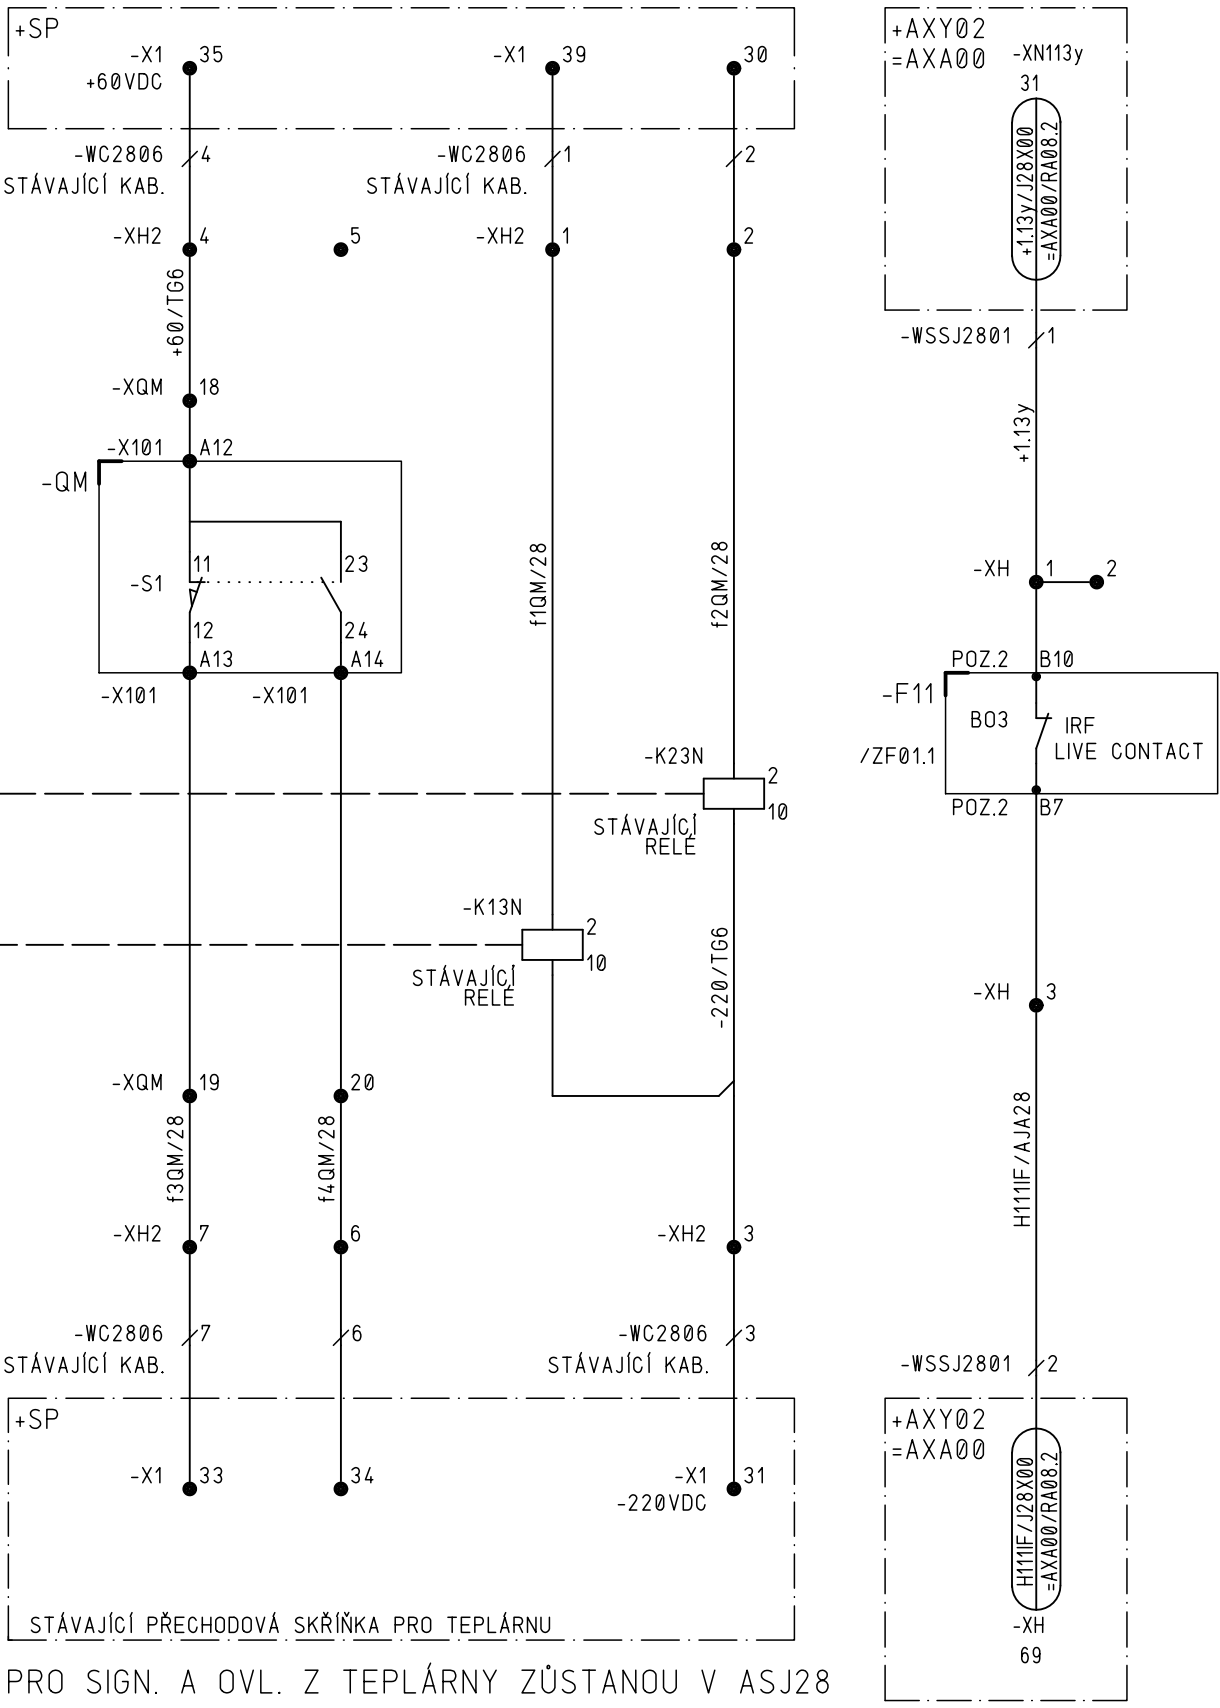 +SP
-X1 35
+60VDC
-X1 39
30
-WC2806 4
STÁVAJÍCÍ KAB.
-WC2806 1
STÁVAJÍCÍ KAB.
2
-XH2 4
5
-XH2 1
2
+60/TG6
-XQM 18
-X101 A12
-QM
-S1
11
12
23
24
A13
-X101
A14
-X101
f1QM/28
f2QM/28
-K23N
2
10
STÁVAJÍCÍ
RELÉ
-K13N
2
10
STÁVAJÍCÍ
RELÉ
-220/TG6
-XQM 19
20
f3QM/28
f4QM/28
-XH2 7
6
-XH2 3
-WC2806 7
STÁVAJÍCÍ KAB.
6
-WC2806 3
STÁVAJÍCÍ KAB.
+SP
-X1 33
34
-X1 31
-220VDC
STÁVAJÍCÍ PŘECHODOVÁ SKŘÍŇKA PRO TEPLÁRNU
PRO SIGN. A OVL. Z TEPLÁRNY ZŮSTANOU V ASJ28
+AXY02
=AXA00
-XN113y
31
+1.13y/J28X00
=AXA00/RA08.2
-WSSJ2801 1
+1.13y
-XH 1
2
POZ.2 B10
-F11
BO3
IRF
LIVE CONTACT
/ZF01.1
POZ.2 B7
-XH 3
H111IF/AJA28
-WSSJ2801 2
+AXY02
=AXA00
H111IF/J28X00
=AXA00/RA08.2
-XH
69